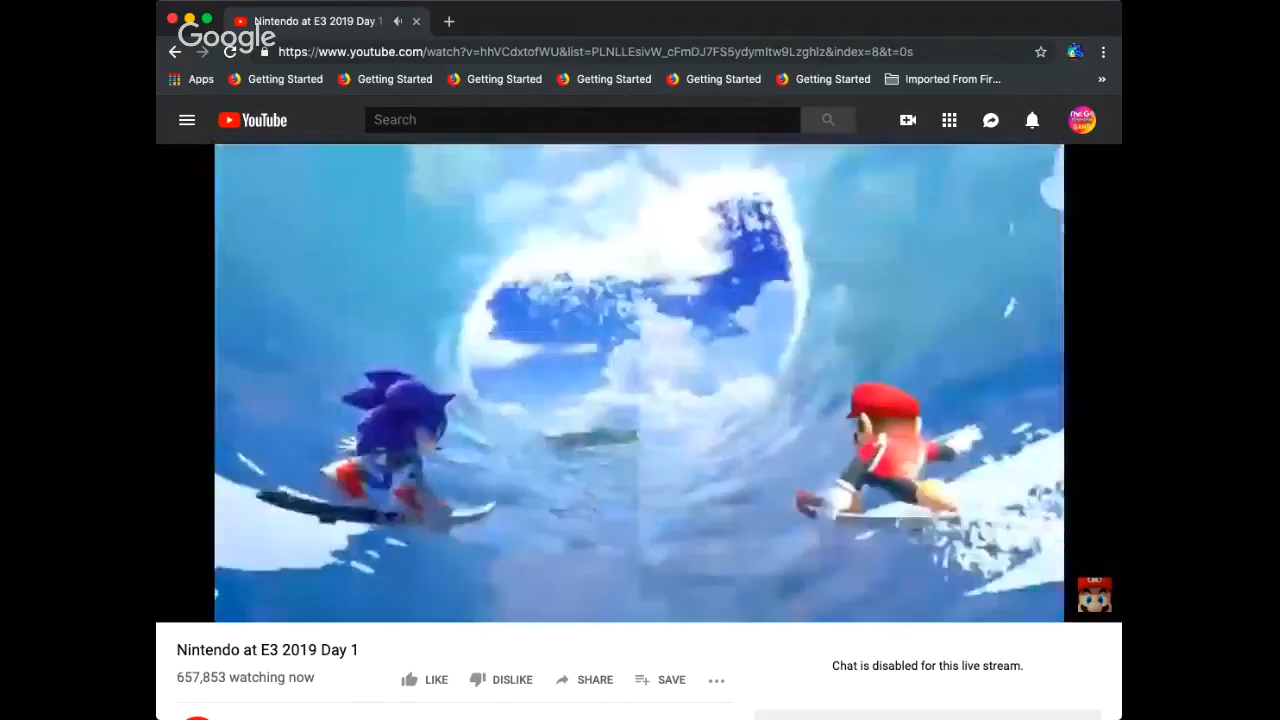 Nintendo at E3 2019 Day 1
Google
https://www.youtube.com/watch?v=hhVCdxtofWU&list=PLNLLEsivW_cFmDJ7FS5ydymItw9Lzghlz&index=8&t=0s
Apps Getting Started Getting Started Getting Started Getting Started Getting Started Getting Started Imported From Fir... »
YouTube Search
Nintendo at E3 2019 Day 1
657,853 watching now
LIKE DISLIKE SHARE SAVE
Chat is disabled for this live stream.